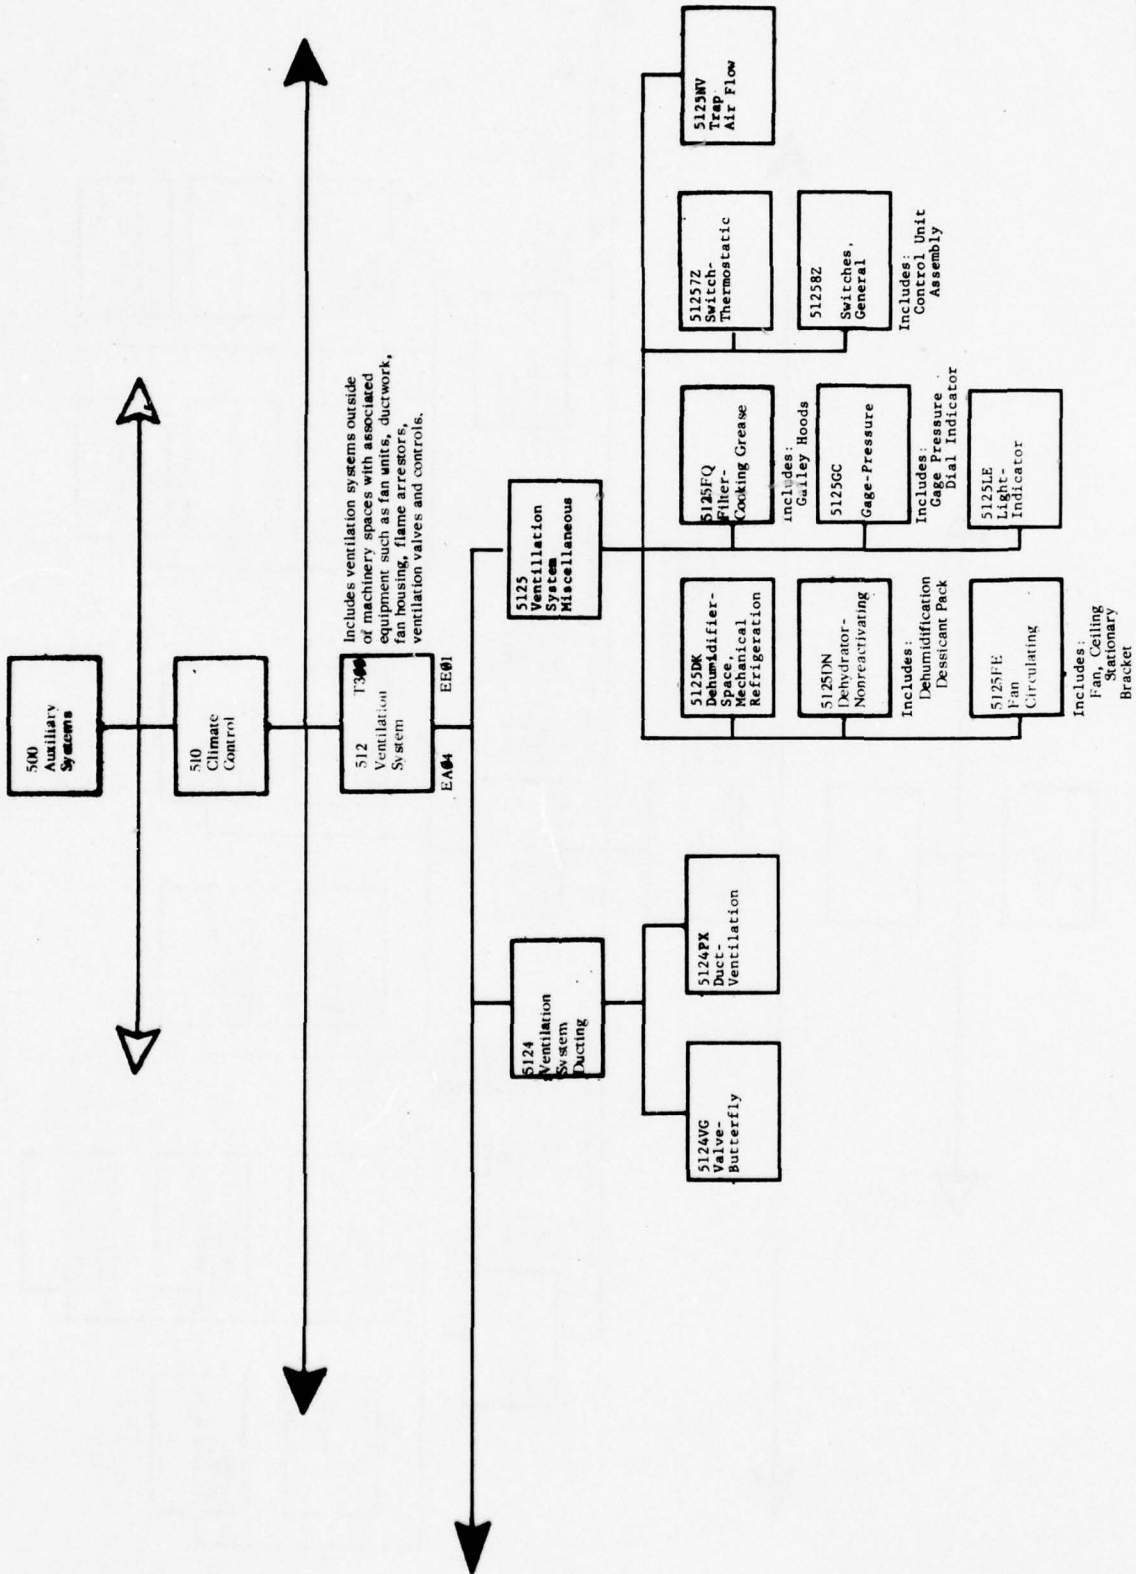 500
Auxiliary
Systems
510
Climate
Control
512
Ventilation
System
Includes ventilation systems outside
of machinery spaces with associated
equipment such as fan units, ductwork,
fan housing, flame arrestors,
ventilation valves and controls.
EA04
EE01
5124
Ventilation
System
Ducting
5125
Ventillation
System
Miscellaneous
5124VG
Valve-
Butterfly
5124PX
Duct-
Ventilation
5125DK
Dehumidifier-
Space,
Mechanical
Refrigeration
5125DN
Dehydrator-
Nonreactivating
Includes:
Dehumidification
Dessicant Pack
5125FE
Fan
Circulating
Includes:
Fan, Ceiling
Stationary
Bracket
5125FQ
Filter-
Cooking Grease
Includes:
Galley Hoods
5125GC
Gage-Pressure
Includes:
Gage Pressure
Dial Indicator
5125LE
Light-
Indicator
51257Z
Switch-
Thermostatic
51258Z
Switches,
General
Includes:
Control Unit
Assembly
5125NV
Trap
Air Flow